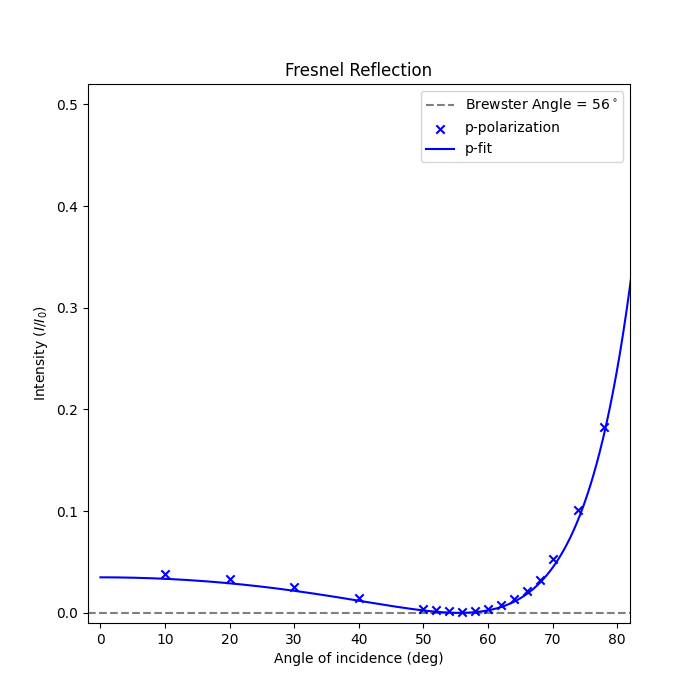 Fresnel Reflection
Brewster Angle = 56°
p-polarization
p-fit
Intensity (I/I₀)
0.5
0.4
0.3
0.2
0.1
0.0
0 10 20 30 40 50 60 70 80
Angle of incidence (deg)